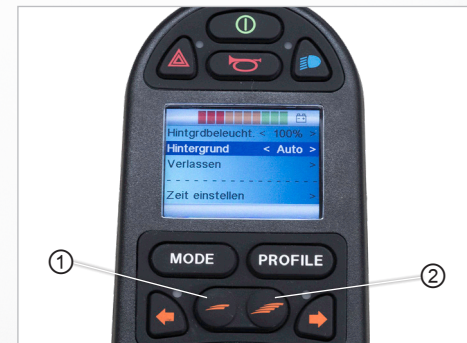 Hintgrdbeleucht. < 100% >
Hintergrund < Auto >
Verlassen >
Zeit einstellen >
MODE PROFILE
1 2